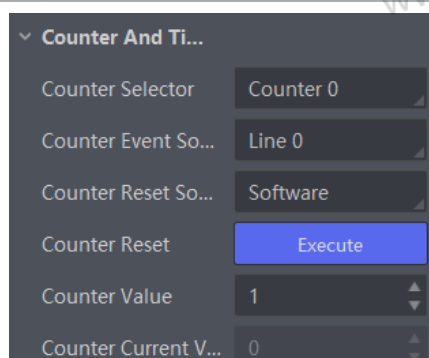 Counter And Ti...
Counter Selector Counter 0
Counter Event So... Line 0
Counter Reset So... Software
Counter Reset Execute
Counter Value 1
Counter Current V... 0